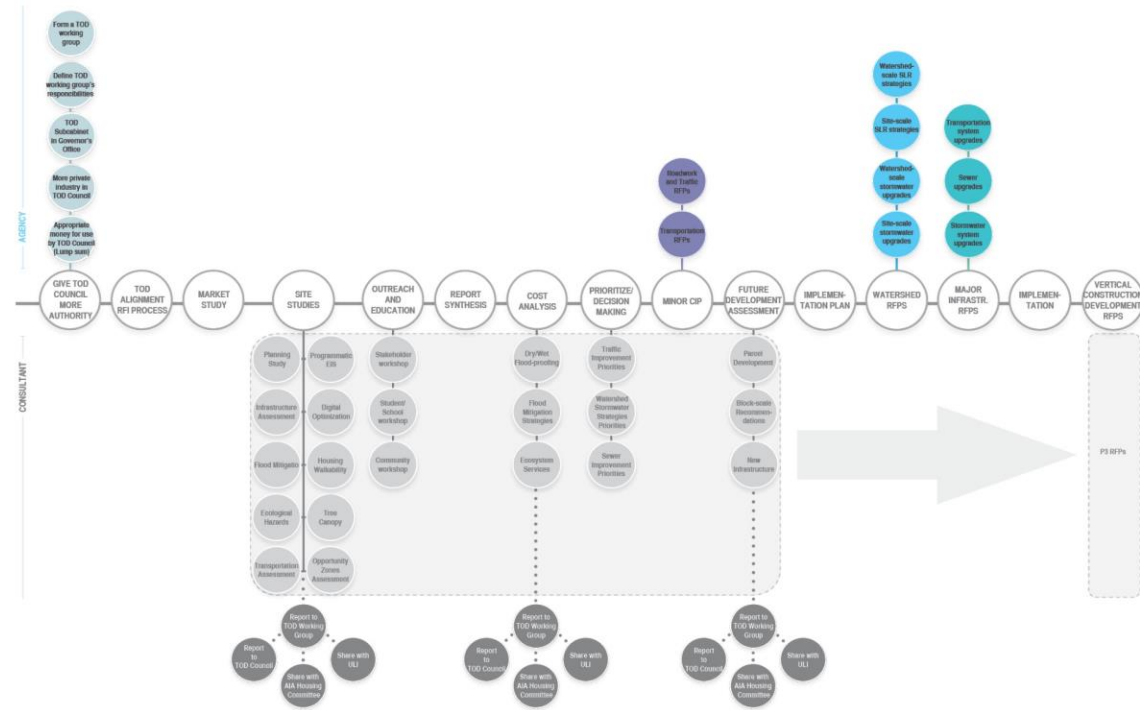 Form a TOD
working
group
Define TOD
working group's
responcibilities
TOD
Subcabinet
in Governor's
Office
More private
industry in
TOD Council
Appropriate
money for use
by TOD Council
(Lump sum)
Roadwork
and Traffic
RFPs
Transportation
RFPs
Watershed-
scale SLR
strategies
Site-scale
SLR strategies
Watershed-
scale
stormwater
upgrades
Site-scale
stormwater
upgrades
Transportation
system
upgrades
Sewer
upgrades
Stormwater
system
upgrades
AGENCY
GIVE TOD
COUNCIL
MORE
AUTHORITY
TOD
ALIGNMENT
RFI PROCESS
MARKET
STUDY
SITE
STUDIES
OUTREACH
AND
EDUCATION
REPORT
SYNTHESIS
COST
ANALYSIS
PRIORITIZE/
DECISION
MAKING
MINOR CIP
FUTURE
DEVELOPMENT
ASSESSMENT
IMPLEMEN-
TATION PLAN
WATERSHED
RFPS
MAJOR
INFRASTR.
RFPS
IMPLEMEN-
TATION
VERTICAL
CONSTRUCTION
DEVELOPMENT
RFPS
CONSULTANT
Planning
Study
Programmatic
EIS
Infrastructure
Assessment
Digital
Optimization
Flood Mitigatio
Housing
Walkability
Ecological
Hazards
Tree
Canopy
Transportation
Assessment
Opportunity
Zones
Assessment
Stakeholder
workshop
Student/
School
workshop
Community
workshop
Dry/Wet
Flood-proofing
Flood
Mitigation
Strategies
Ecosystem
Services
Traffic
Improvement
Priorities
Watershed
Stormwater
Strategies
Priorities
Sewer
improvement
Priorities
Parcel
Development
Block-scale
Recommen-
dations
New
Infrastructure
P3 RFPs
Report to
TOD Working
Group
Report
to
TOD Council
Share with
ULI
Share with
AIA Housing
Committee
Report to
TOD Working
Group
Report
to
TOD Council
Share with
ULI
Share with
AIA Housing
Committee
Report to
TOD Working
Group
Report
to
TOD Council
Share with
ULI
Share with
AIA Housing
Committee